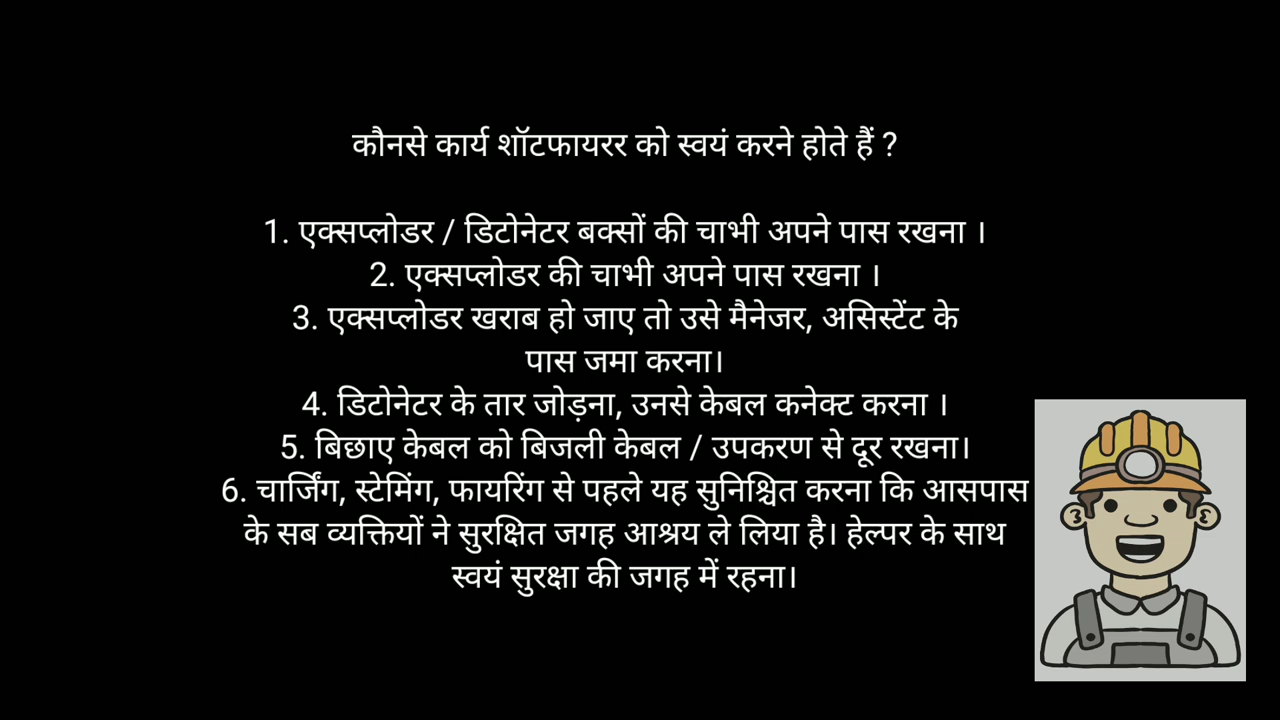 कौनसे कार्य शॉटफायरर को स्वयं करने होते हैं ?
1. एक्सप्लोडर / डिटोनेटर बक्सों की चाभी अपने पास रखना ।
2. एक्सप्लोडर की चाभी अपने पास रखना ।
3. एक्सप्लोडर खराब हो जाए तो उसे मैनेजर, असिस्टेंट के
पास जमा करना।
4. डिटोनेटर के तार जोड़ना, उनसे केबल कनेक्ट करना ।
5. बिछाए केबल को बिजली केबल / उपकरण से दूर रखना।
6. चार्जिंग, स्टेमिंग, फायरिंग से पहले यह सुनिश्चित करना कि आसपास
के सब व्यक्तियों ने सुरक्षित जगह आश्रय ले लिया है। हेल्पर के साथ
स्वयं सुरक्षा की जगह में रहना।